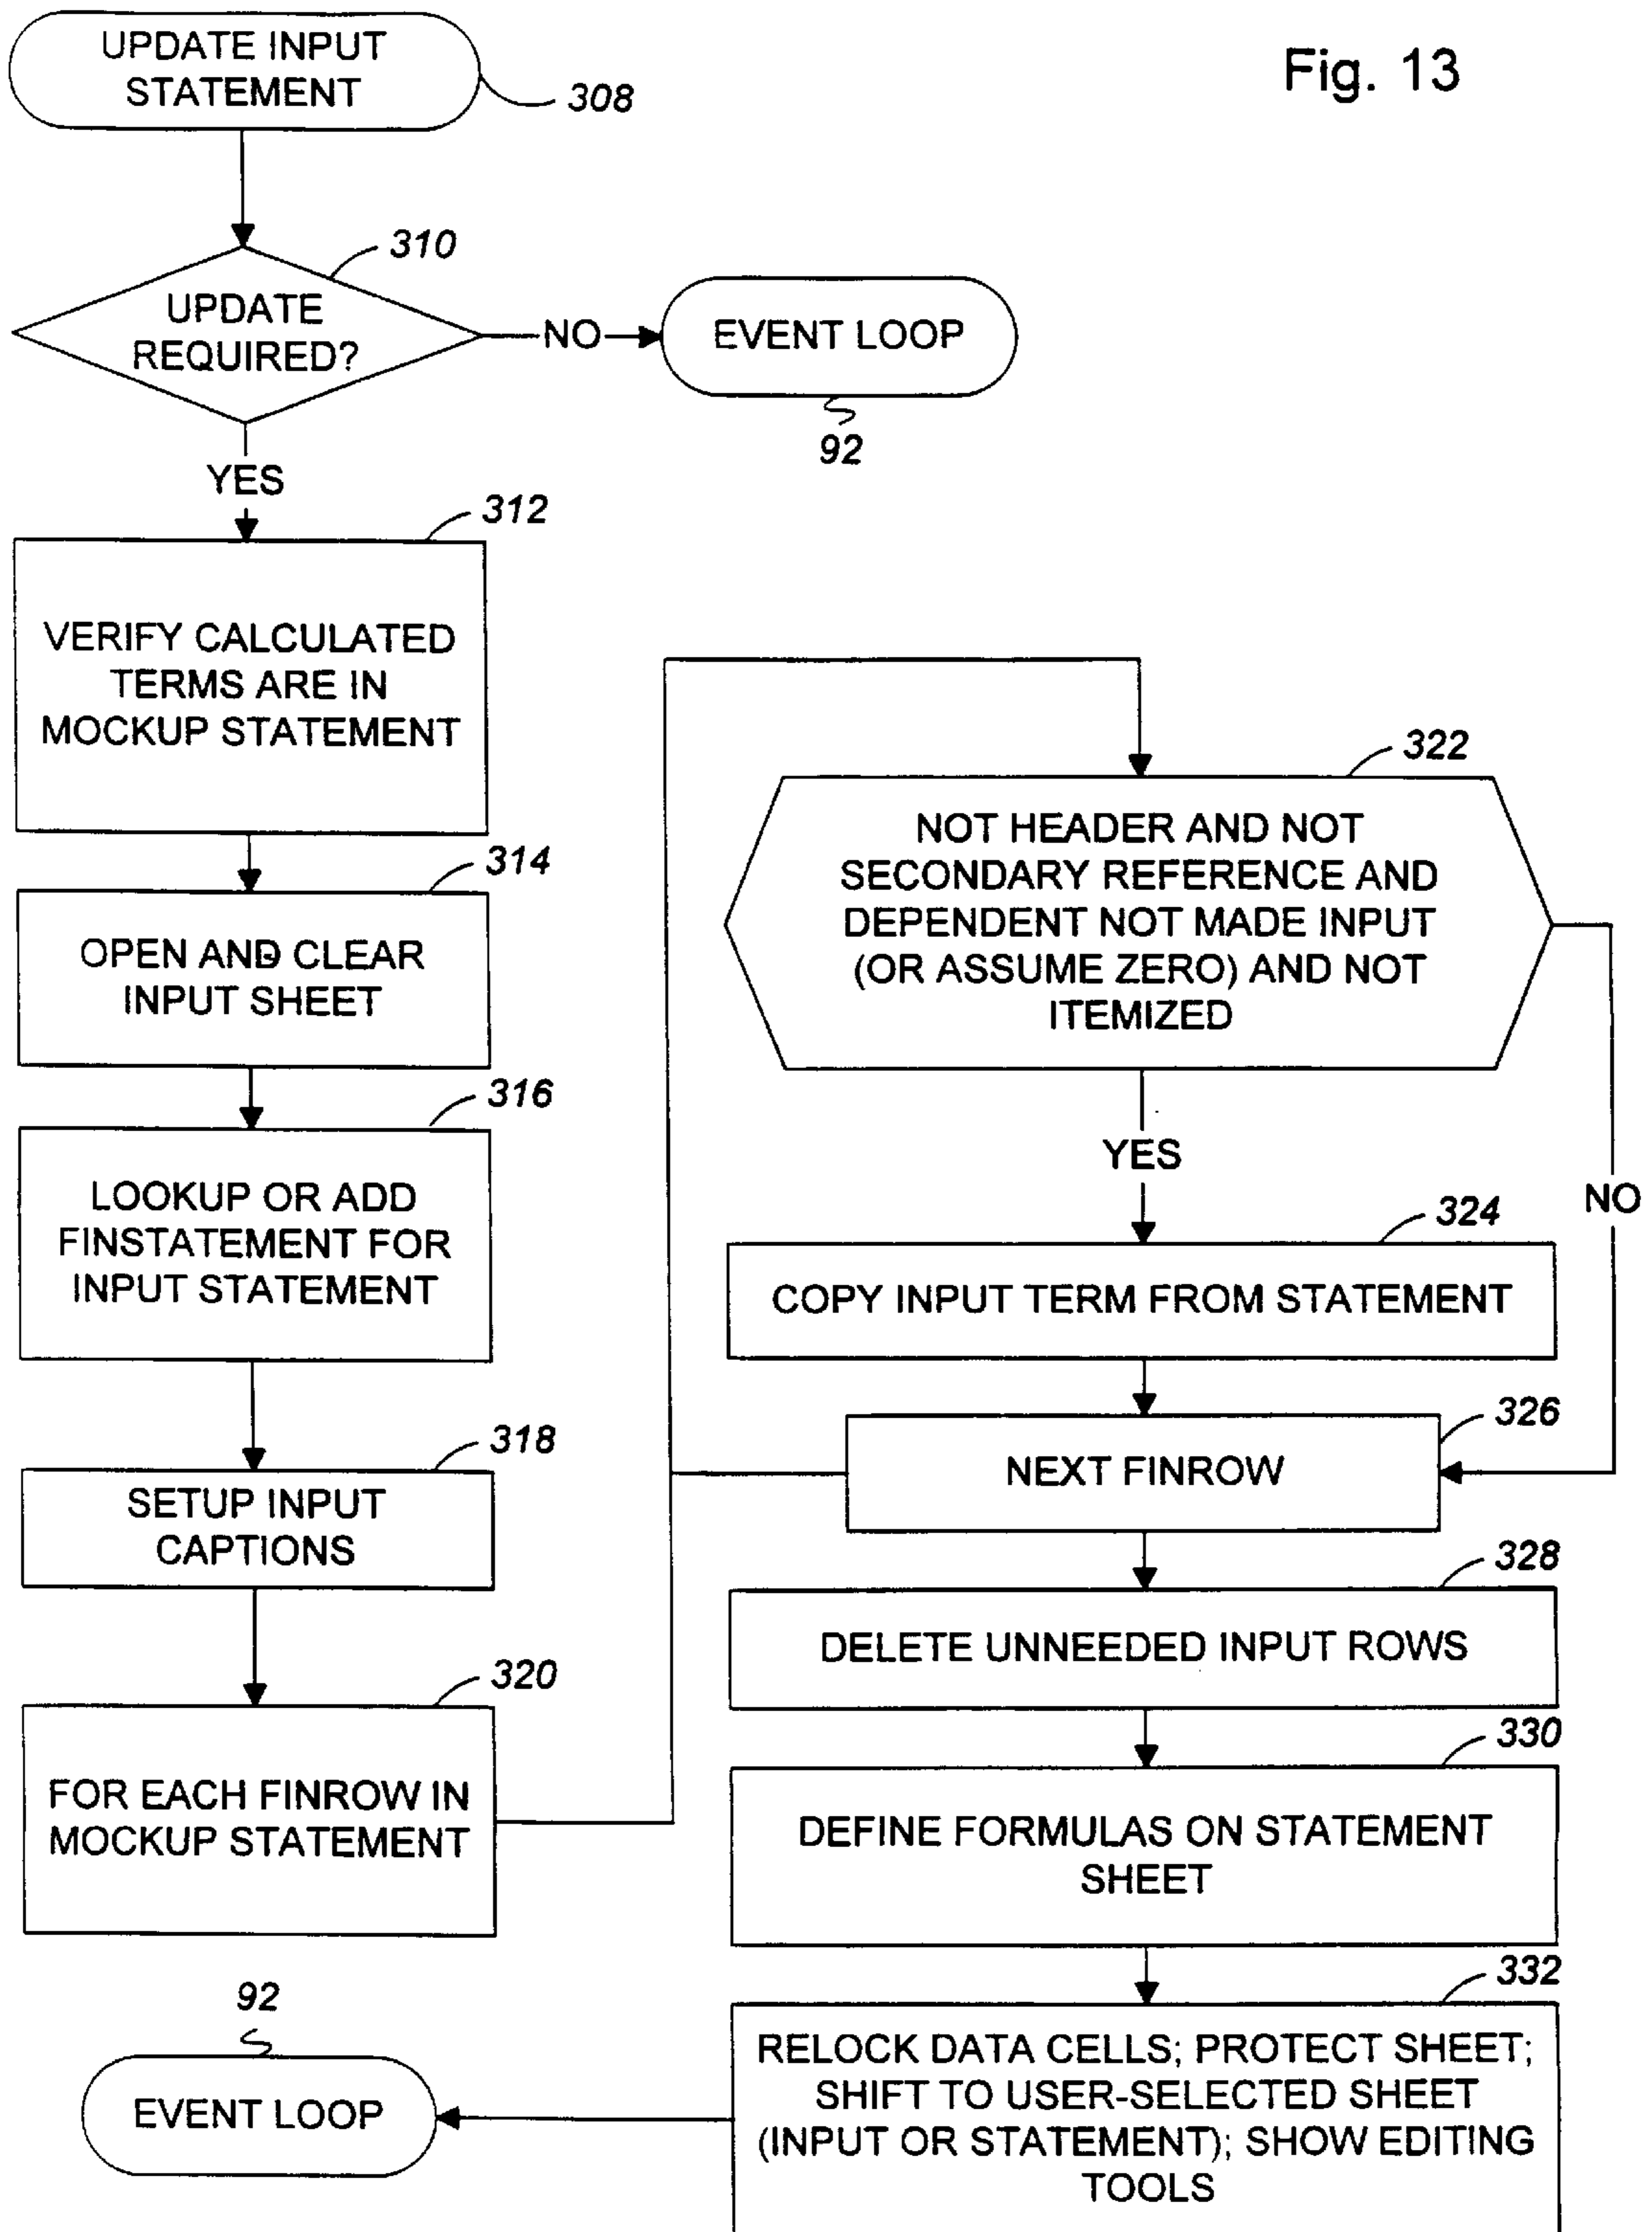 Fig. 13
UPDATE INPUT
STATEMENT
308
310
UPDATE
REQUIRED?
NO
EVENT LOOP
92
YES
312
VERIFY CALCULATED
TERMS ARE IN
MOCKUP STATEMENT
314
OPEN AND CLEAR
INPUT SHEET
316
LOOKUP OR ADD
FINSTATEMENT FOR
INPUT STATEMENT
318
SETUP INPUT
CAPTIONS
320
FOR EACH FINROW IN
MOCKUP STATEMENT
322
NOT HEADER AND NOT
SECONDARY REFERENCE AND
DEPENDENT NOT MADE INPUT
(OR ASSUME ZERO) AND NOT
ITEMIZED
YES
NO
324
COPY INPUT TERM FROM STATEMENT
326
NEXT FINROW
328
DELETE UNNEEDED INPUT ROWS
330
DEFINE FORMULAS ON STATEMENT
SHEET
332
RELOCK DATA CELLS; PROTECT SHEET;
SHIFT TO USER-SELECTED SHEET
(INPUT OR STATEMENT); SHOW EDITING
TOOLS
92
EVENT LOOP